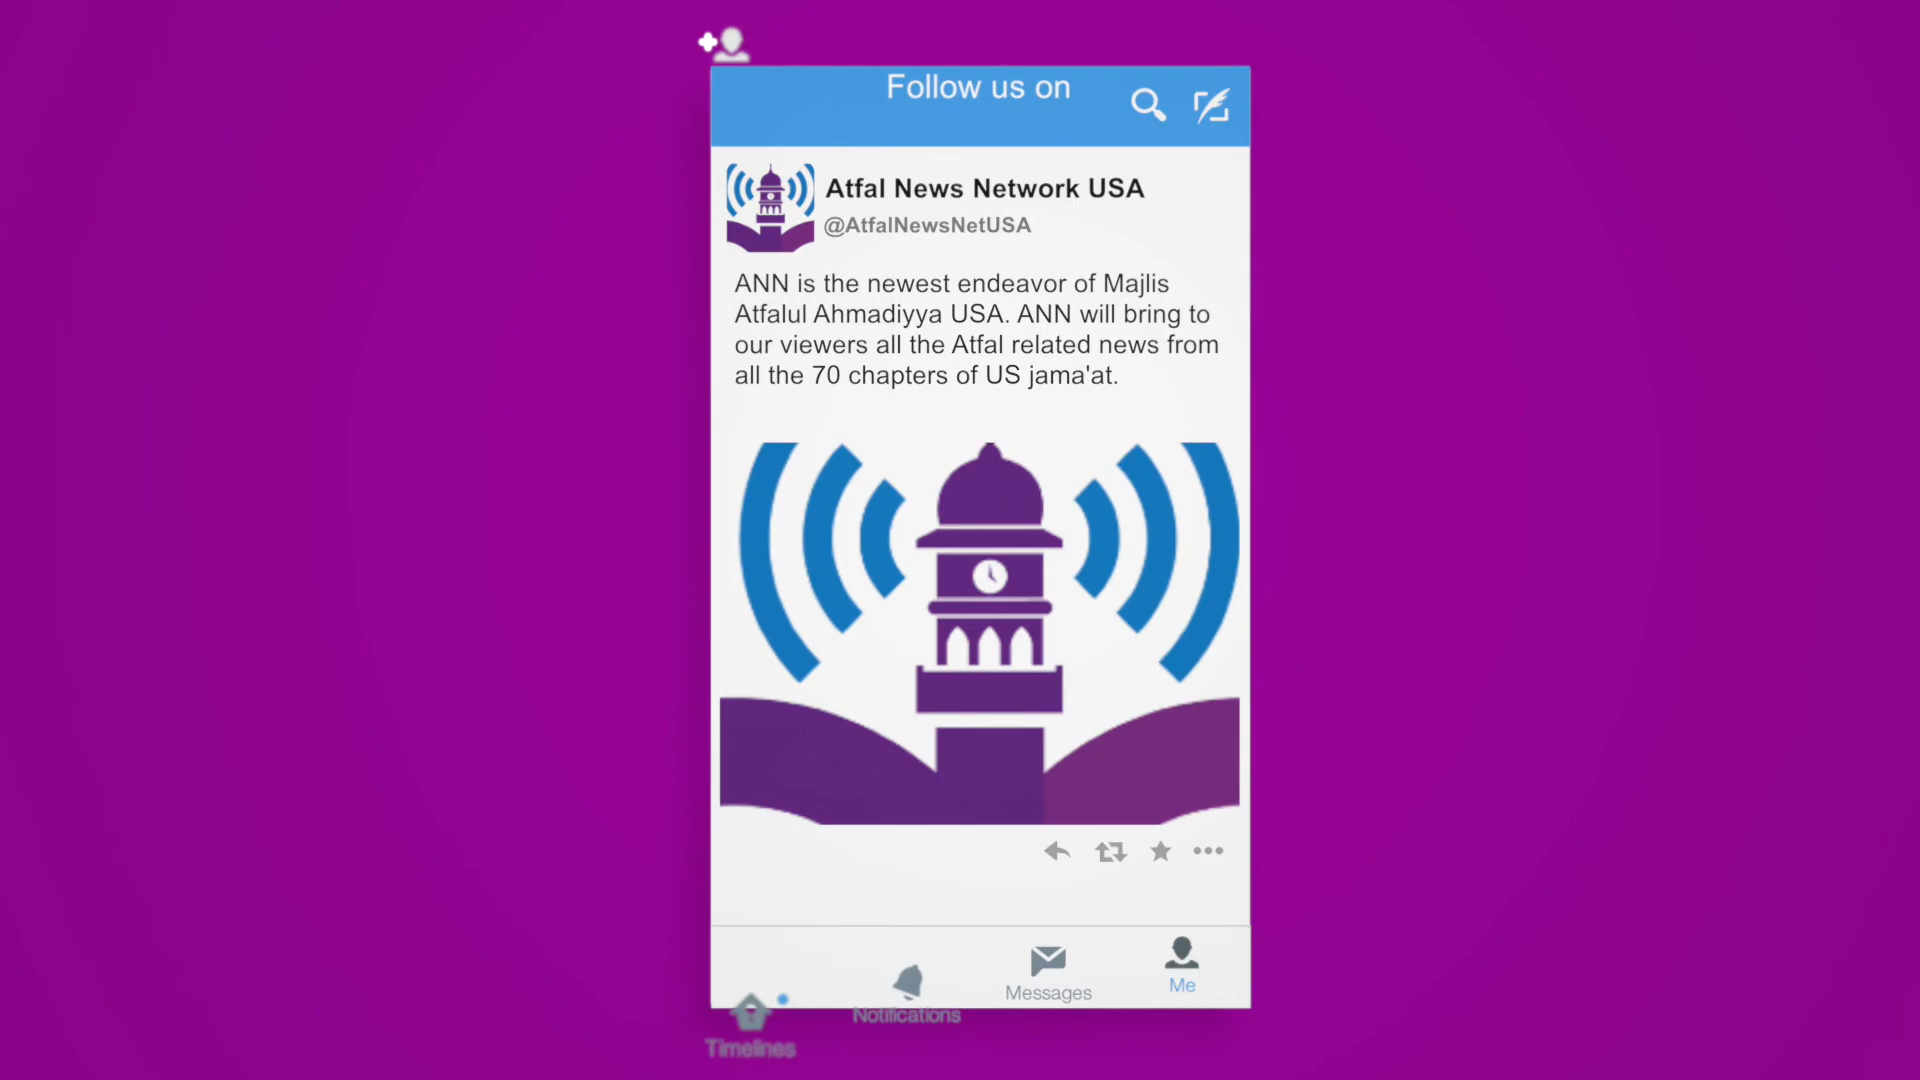 Follow us on
Atfal News Network USA
@AtfalNewsNetUSA
ANN is the newest endeavor of Majlis
Atfalul Ahmadiyya USA. ANN will bring to
our viewers all the Atfal related news from
all the 70 chapters of US jama'at.
Me
Messages
Notifications
Timelines